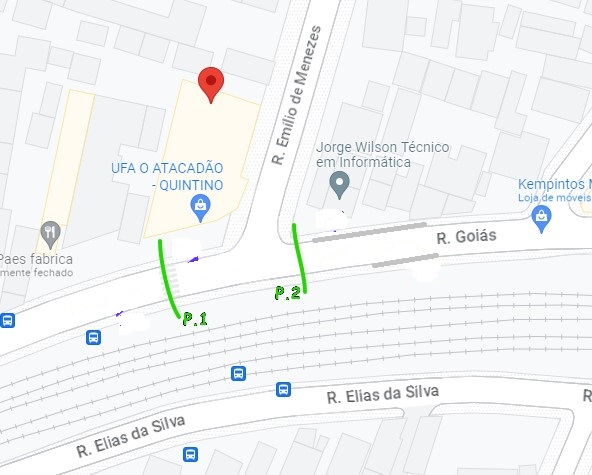 R. Emílio de Menezes
Jorge Wilson Técnico
em Informática
UFA O ATACADÃO
- QUINTINO
Kempintos M
Loja de móveis
R. Goiás
Paes fabrica
mente fechado
P.2
P.1
R. Elias da Silva
R. Elias da Silva
R